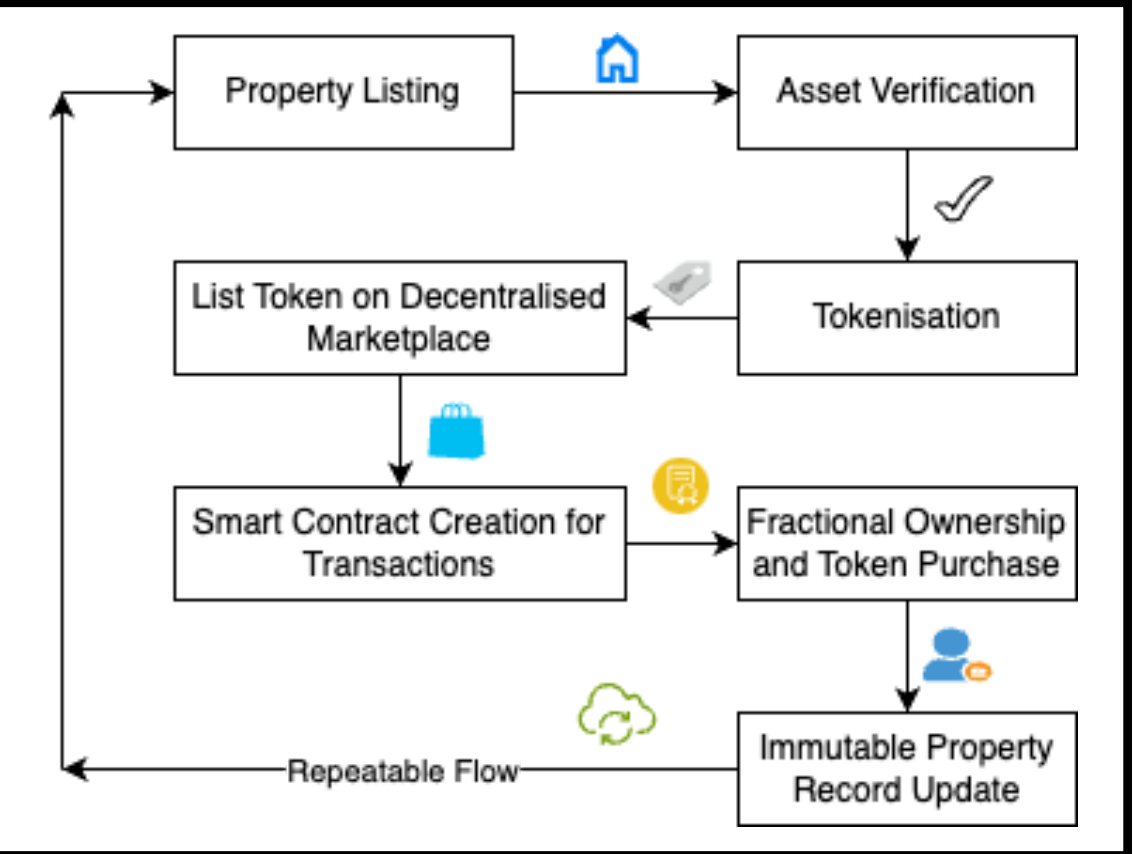 Property Listing
Asset Verification
List Token on Decentralised
Marketplace
Tokenisation
Smart Contract Creation for
Transactions
Fractional Ownership
and Token Purchase
Immutable Property
Record Update
Repeatable Flow